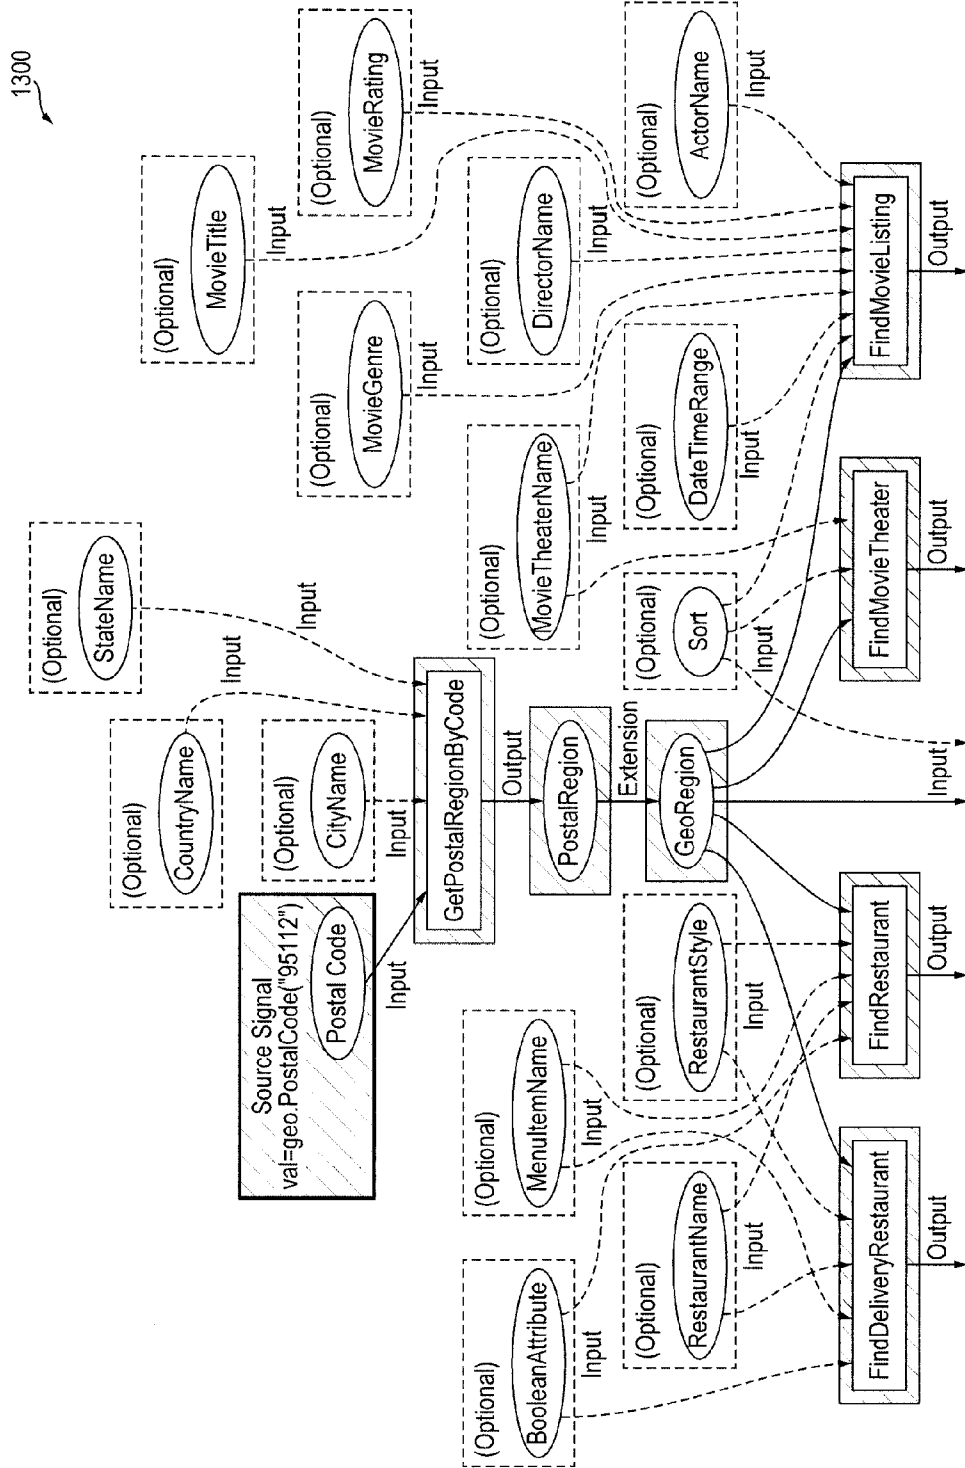 1300
(Optional)
StateName
Input
(Optional)
CountryName
Input
(Optional)
CityName
Input
Source Signal
val=geo.PostalCode("95112")
Postal Code
Input
GetPostalRegionByCode
Output
PostalRegion
Extension
GeoRegion
Input
(Optional)
MovieTitle
Input
(Optional)
MovieRating
Input
(Optional)
MovieGenre
Input
(Optional)
DirectorName
Input
(Optional)
MovieTheaterName
Input
(Optional)
ActorName
Input
(Optional)
DateTimeRange
Input
(Optional)
Sort
Input
(Optional)
BooleanAttribute
Input
(Optional)
MenuItemName
Input
(Optional)
RestaurantName
Input
(Optional)
RestaurantStyle
Input
FindDeliveryRestaurant
Output
FindRestaurant
Output
FindMovieTheater
Output
FindMovieListing
Output